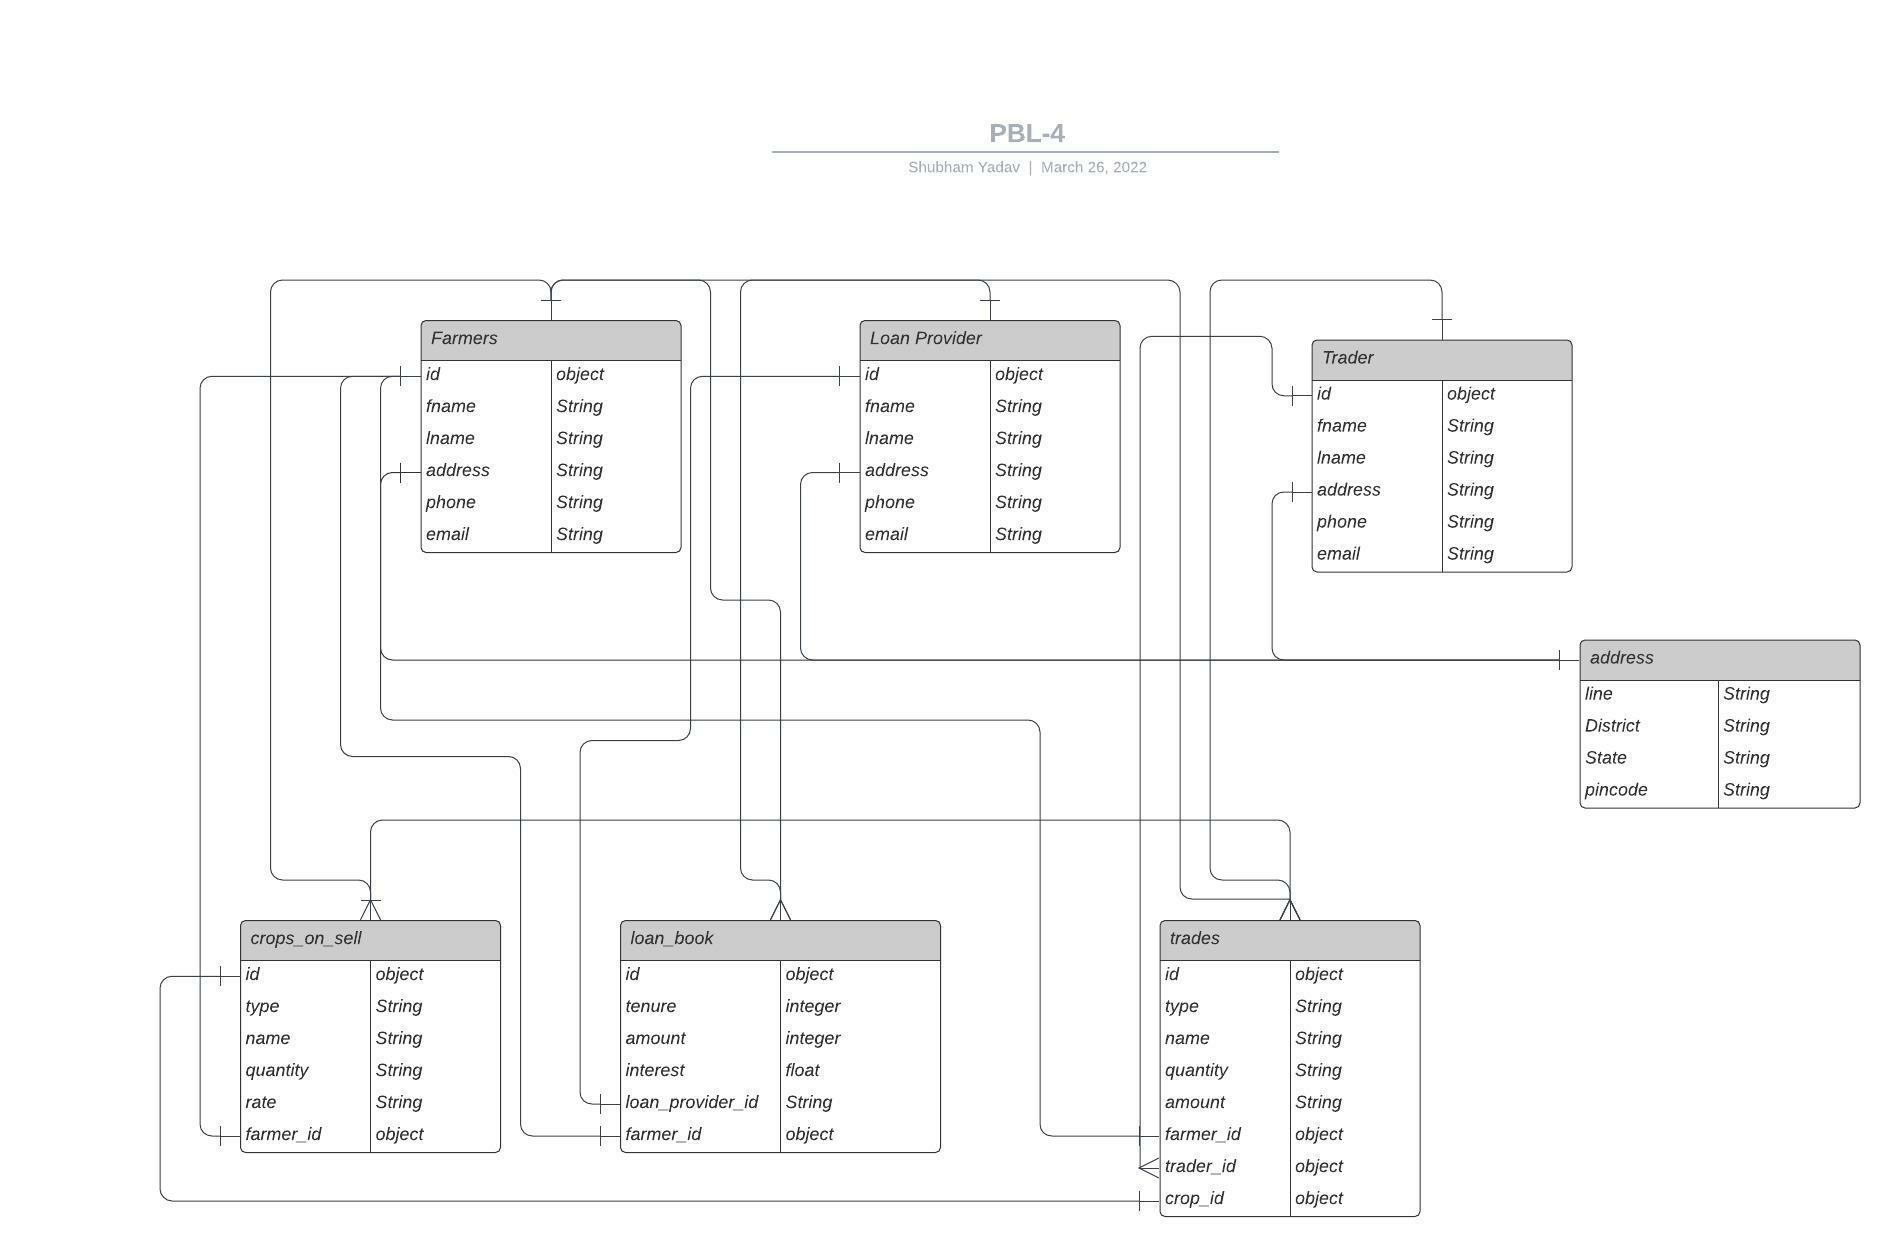 PBL-4
Shubham Yadav | March 26, 2022
Farmers
id object
fname String
lname String
address String
phone String
email String
Loan Provider
id object
fname String
lname String
address String
phone String
email String
Trader
id object
fname String
lname String
address String
phone String
email String
address
line String
District String
State String
pincode String
crops_on_sell
id object
type String
name String
quantity String
rate String
farmer_id object
loan_book
id object
tenure integer
amount integer
interest float
loan_provider_id String
farmer_id object
trades
id object
type String
name String
quantity String
amount String
farmer_id object
trader_id object
crop_id object